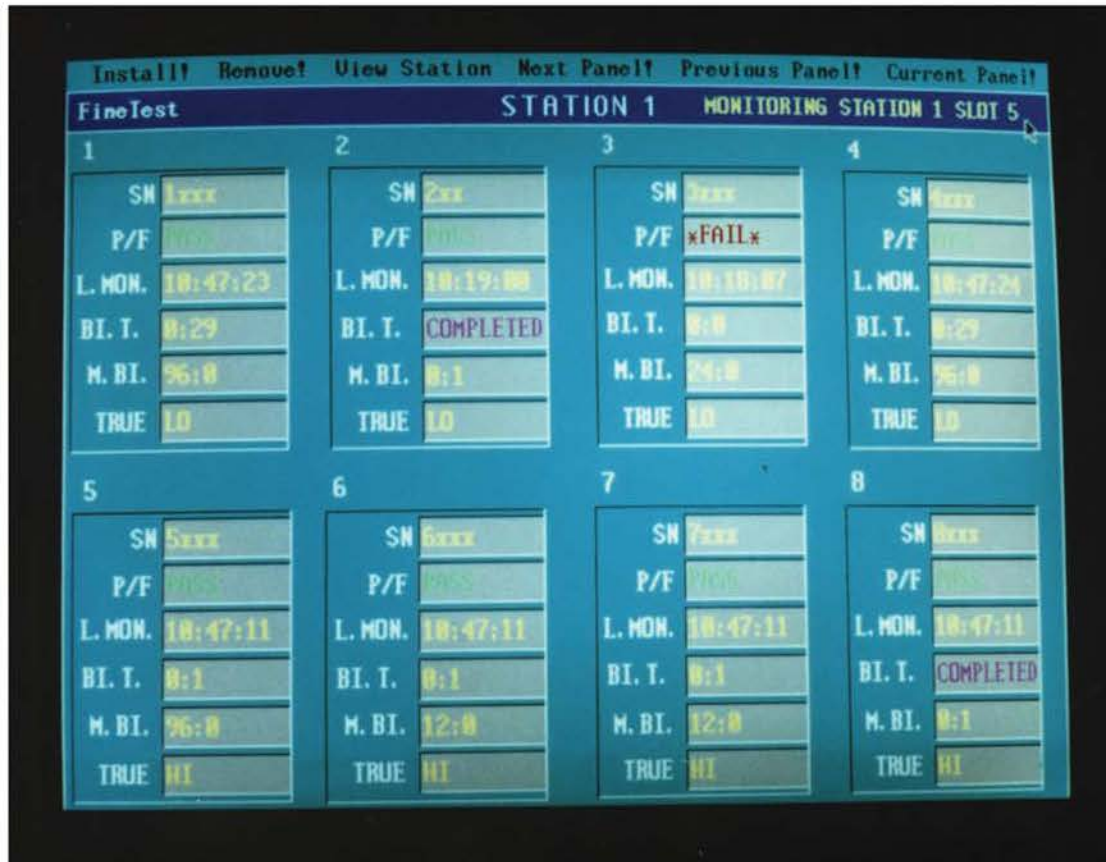 Install! Remove! View Station Next Panel! Previous Panel! Current Panel!
FineTest STATION 1 MONITORING STATION 1 SLOT 5
1 2 3 4
SN 1xxx SN 2xx SN 3xxx SN 4xxx
P/F PASS P/F PASS P/F *FAIL* P/F PASS
L. MON. 10:47:23 L. MON. 10:19:00 L. MON. 10:18:07 L. MON. 10:47:24
BI. T. 0:29 BI. T. COMPLETED BI. T. 0:0 BI. T. 0:29
M. BI. 96:0 M. BI. 0:1 M. BI. 24:0 M. BI. 96:0
TRUE LO TRUE LO TRUE LO TRUE LO
5 6 7 8
SN 5xxx SN 6xxx SN 7xxx SN 8xxx
P/F PASS P/F PASS P/F PASS P/F PASS
L. MON. 10:47:11 L. MON. 10:47:11 L. MON. 10:47:11 L. MON. 10:47:11
BI. T. 0:1 BI. T. 0:1 BI. T. 0:1 BI. T. COMPLETED
M. BI. 96:0 M. BI. 12:0 M. BI. 12:0 M. BI. 0:1
TRUE HI TRUE HI TRUE HI TRUE HI